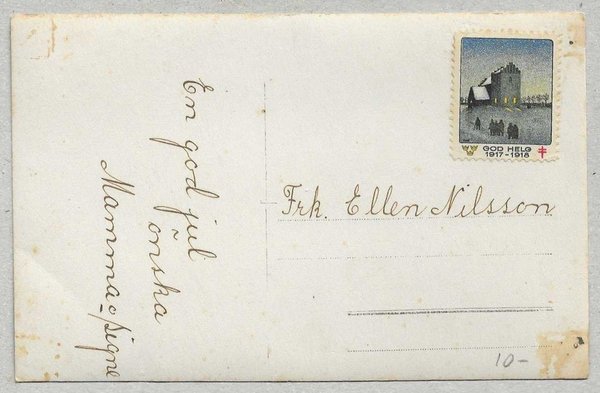 En god jul
önska
Mamma o Signe
GOD HELG
1917-1918
Frk. Ellen Nilsson
10-